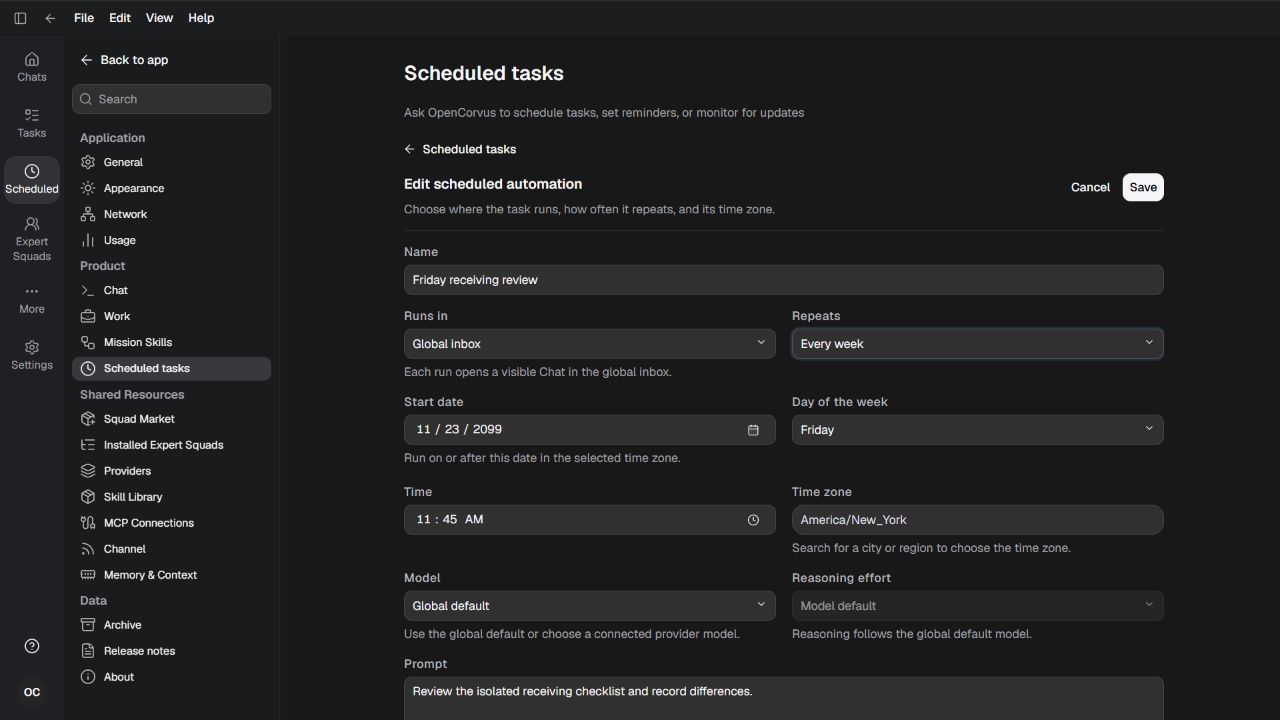 File Edit View Help
Chats
Tasks
Scheduled
Expert
Squads
More
Settings
OC
Back to app
Search
Application
General
Appearance
Network
Usage
Product
Chat
Work
Mission Skills
Scheduled tasks
Shared Resources
Squad Market
Installed Expert Squads
Providers
Skill Library
MCP Connections
Channel
Memory & Context
Data
Archive
Release notes
About
Scheduled tasks
Ask OpenCorvus to schedule tasks, set reminders, or monitor for updates
Scheduled tasks
Edit scheduled automation
Choose where the task runs, how often it repeats, and its time zone.
Cancel Save
Name
Friday receiving review
Runs in
Global inbox
Each run opens a visible Chat in the global inbox.
Repeats
Every week
Start date
11 / 23 / 2099
Run on or after this date in the selected time zone.
Day of the week
Friday
Time
11 : 45 AM
Time zone
America/New_York
Search for a city or region to choose the time zone.
Model
Global default
Use the global default or choose a connected provider model.
Reasoning effort
Model default
Reasoning follows the global default model.
Prompt
Review the isolated receiving checklist and record differences.